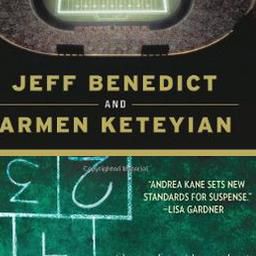 JEFF BENEDICT
AND
ARMEN KETEYIAN
Copyrighted Material
"ANDREA KANE SETS NEW
STANDARDS FOR SUSPENSE."
—LISA GARDNER